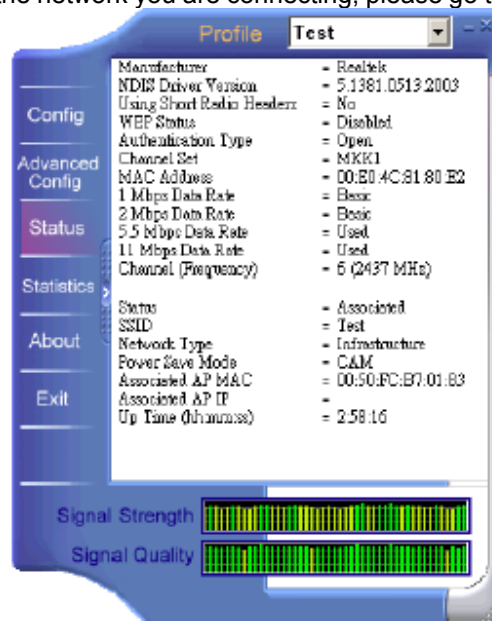 the network you are connecting, please go t
Profile Test
Config
Advanced Config
Status
Statistics
About
Exit
Manufacturer = Realtek
NDIS Driver Version = 5.1381.0513.2003
Using Short Radio Headers = No
WEP Status = Disabled
Authentication Type = Open
Channel Set = MKK1
MAC Address = 00:E0:4C:81:80:E2
1 Mbps Data Rate = Basic
2 Mbps Data Rate = Basic
5.5 Mbps Data Rate = Used
11 Mbps Data Rate = Used
Channel (Frequency) = 6 (2437 MHz)
Status = Associated
SSID = Test
Network Type = Infrastructure
Power Save Mode = CAM
Associated AP MAC = 00:50:FC:B7:01:83
Associated AP IP =
Up Time (hh:mm:ss) = 2:58:16
Signal Strength
Signal Quality